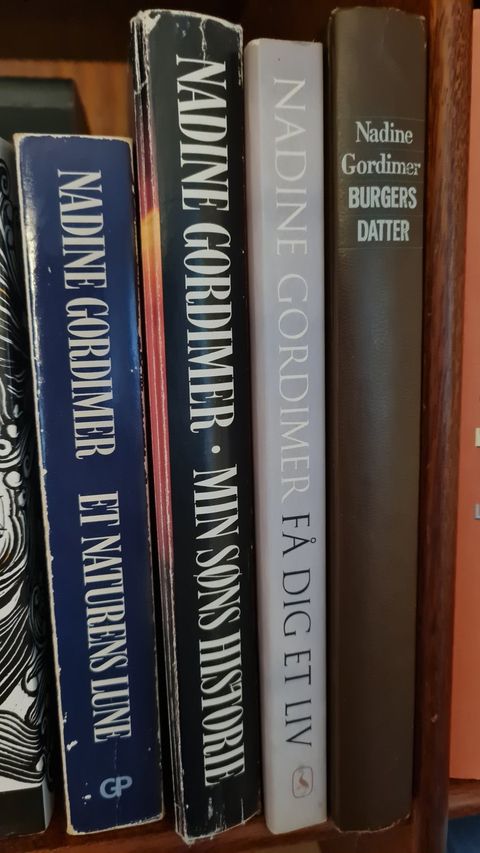 NADINE GORDIMER ET NATURENS LUNE
GP
NADINE GORDIMER · MIN SØNS HISTORIE
NADINE GORDIMER FÅ DIG ET LIV
Nadine
Gordimer
BURGERS
DATTER